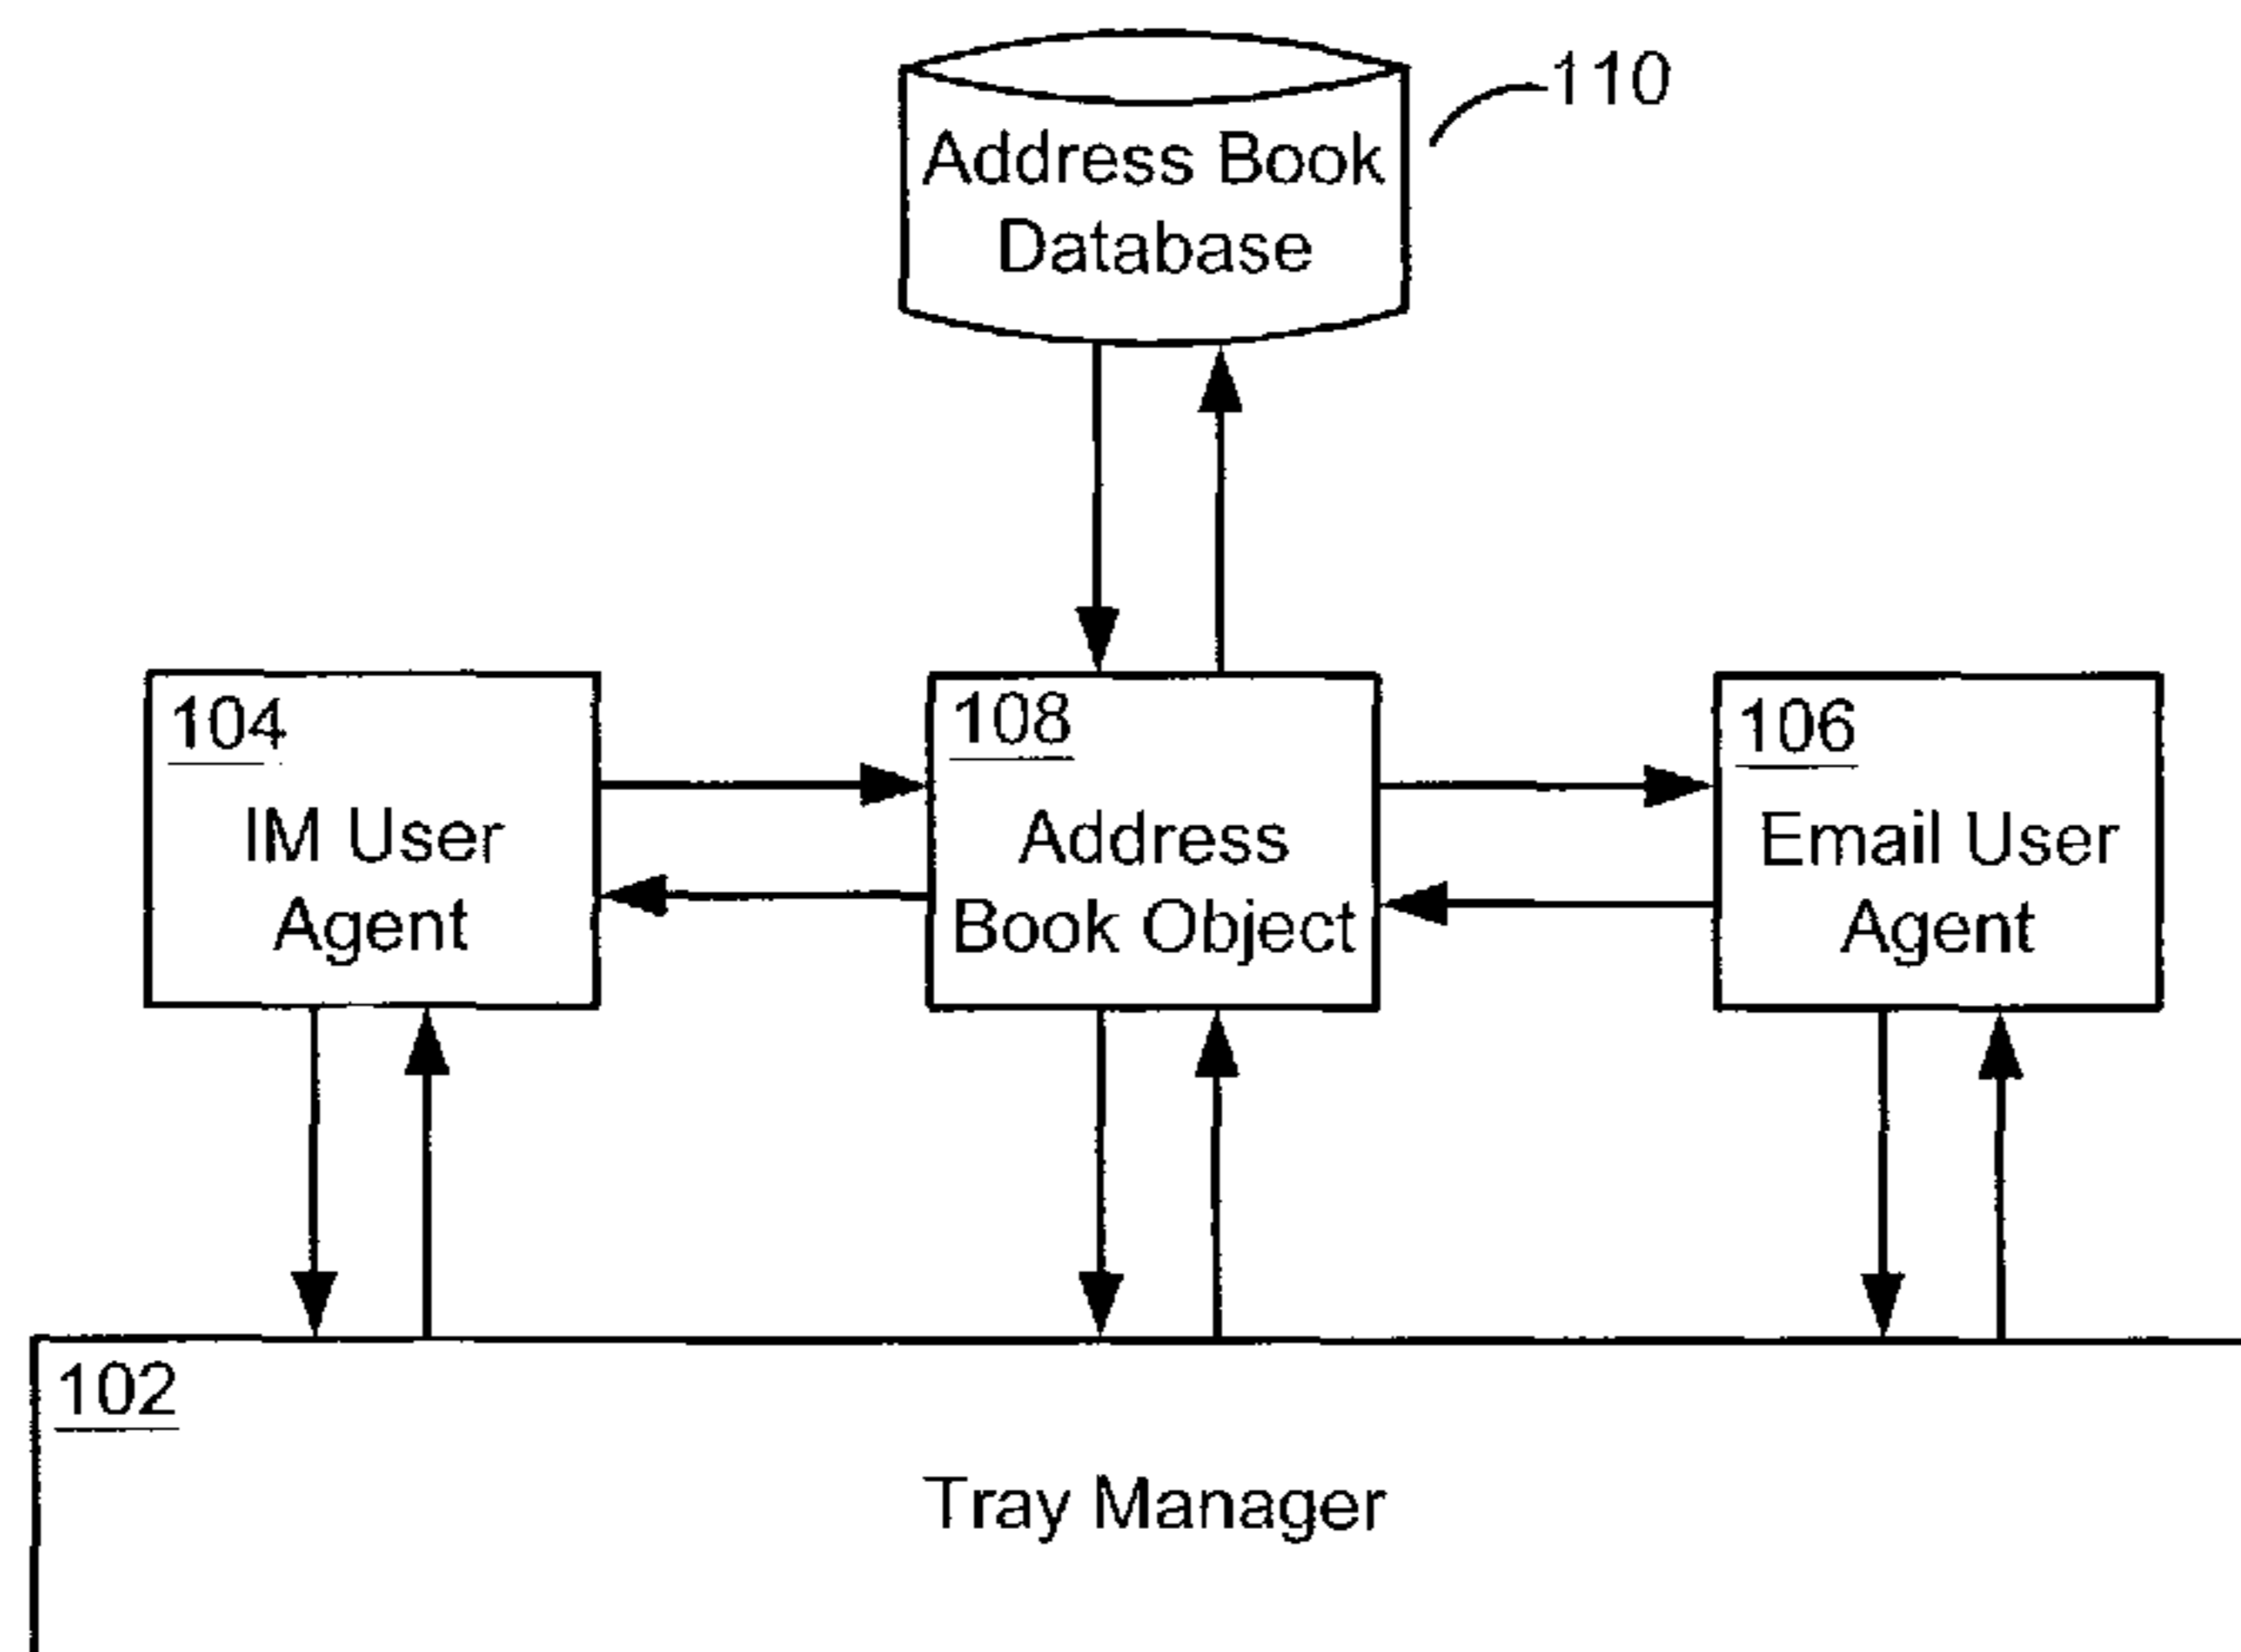 110
Address Book
Database
104
IM User
Agent
108
Address
Book Object
106
Email User
Agent
102
Tray Manager